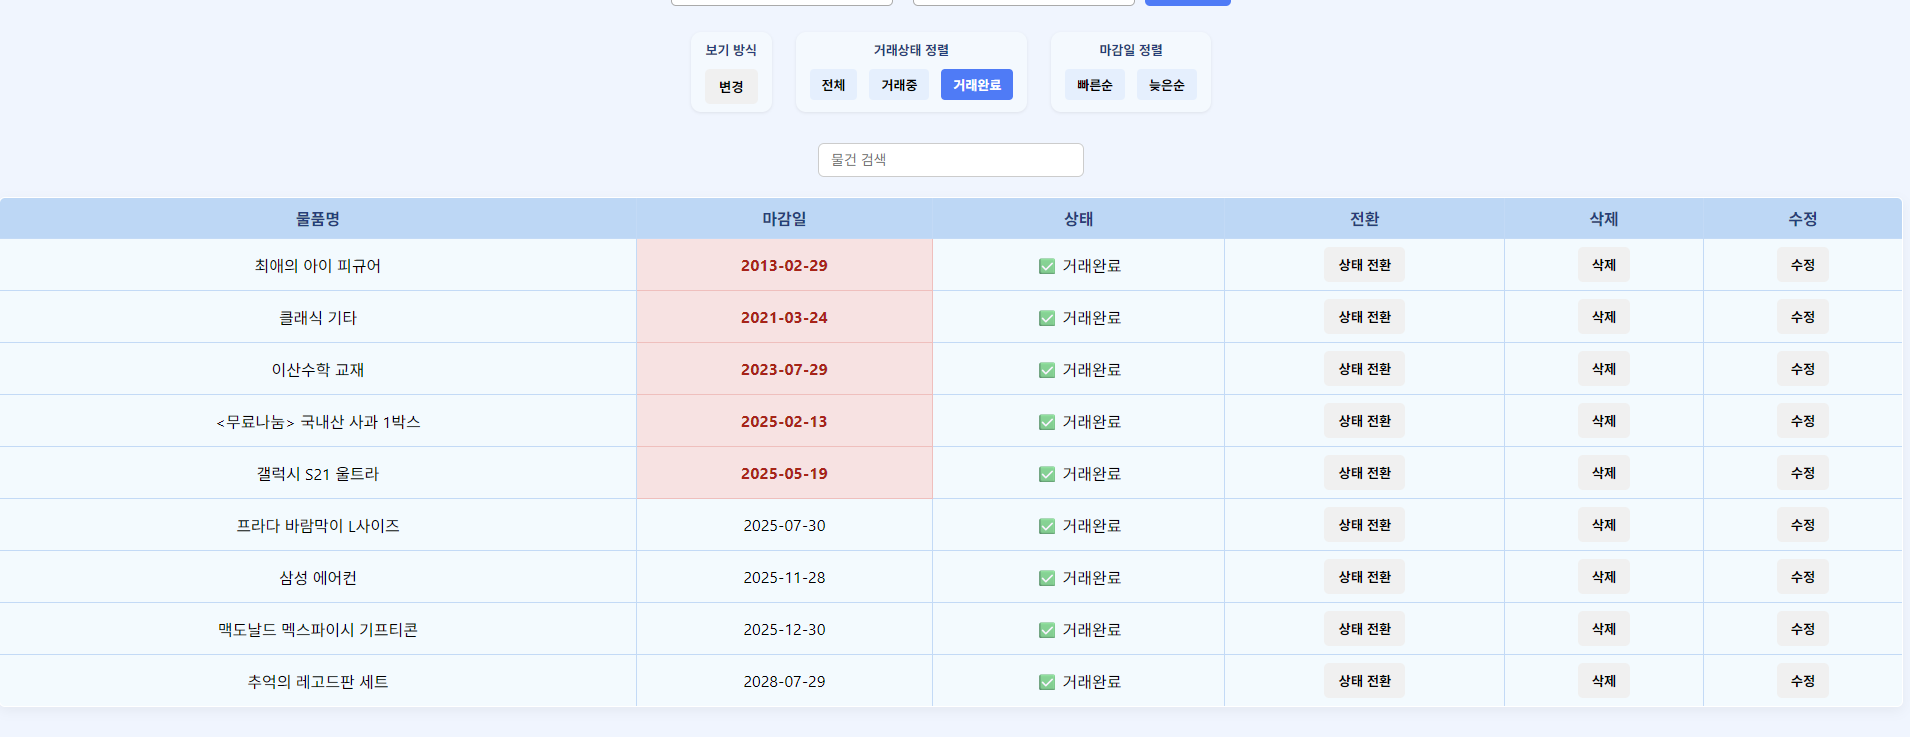 보기 방식
변경
거래상태 정렬
전체 거래중 거래완료
마감일 정렬
빠른순 늦은순
물건 검색
물품명 마감일 상태 전환 삭제 수정
최애의 아이 피규어 2013-02-29 ✅ 거래완료 상태 전환 삭제 수정
클래식 기타 2021-03-24 ✅ 거래완료 상태 전환 삭제 수정
이산수학 교재 2023-07-29 ✅ 거래완료 상태 전환 삭제 수정
<무료나눔> 국내산 사과 1박스 2025-02-13 ✅ 거래완료 상태 전환 삭제 수정
갤럭시 S21 울트라 2025-05-19 ✅ 거래완료 상태 전환 삭제 수정
프라다 바람막이 L사이즈 2025-07-30 ✅ 거래완료 상태 전환 삭제 수정
삼성 에어컨 2025-11-28 ✅ 거래완료 상태 전환 삭제 수정
맥도날드 멕스파이시 기프티콘 2025-12-30 ✅ 거래완료 상태 전환 삭제 수정
추억의 레고드판 세트 2028-07-29 ✅ 거래완료 상태 전환 삭제 수정